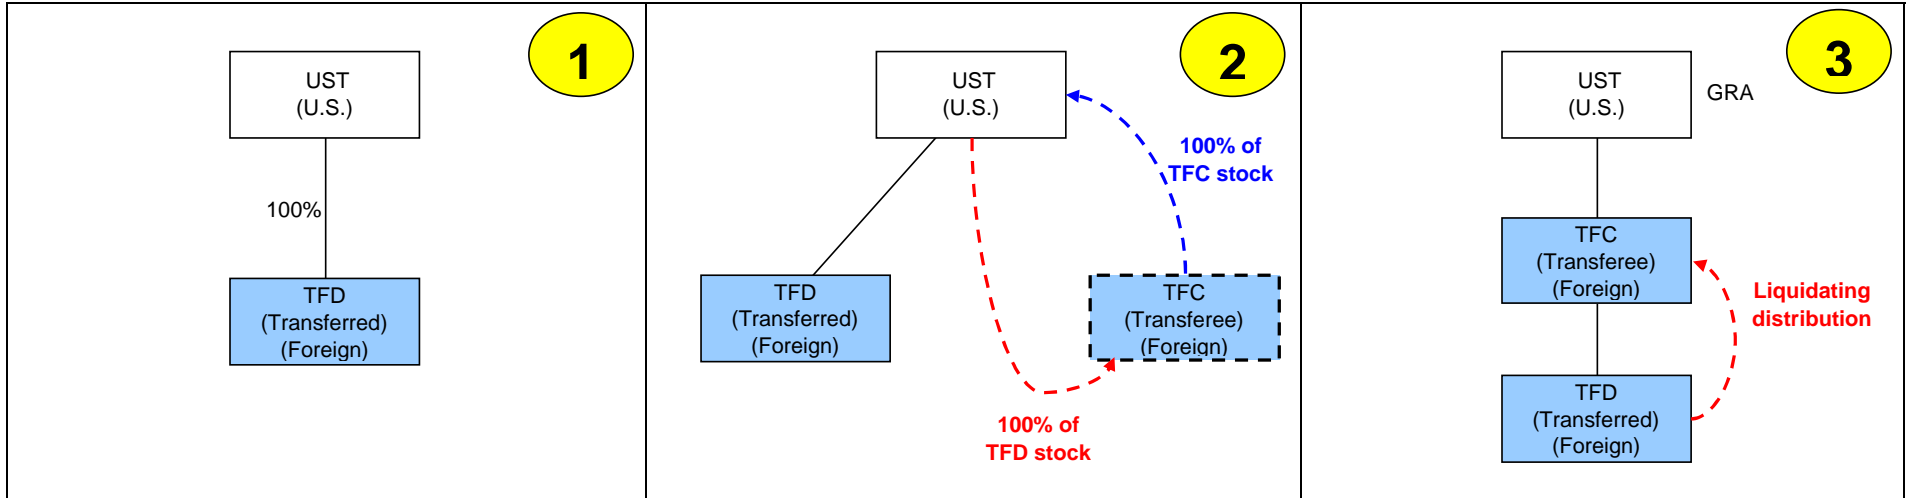 1
UST
(U.S.)
100%
TFD
(Transferred)
(Foreign)
2
UST
(U.S.)
100% of
TFC stock
TFD
(Transferred)
(Foreign)
TFC
(Transferee)
(Foreign)
100% of
TFD stock
3
UST
(U.S.)
GRA
TFC
(Transferee)
(Foreign)
Liquidating
distribution
TFD
(Transferred)
(Foreign)